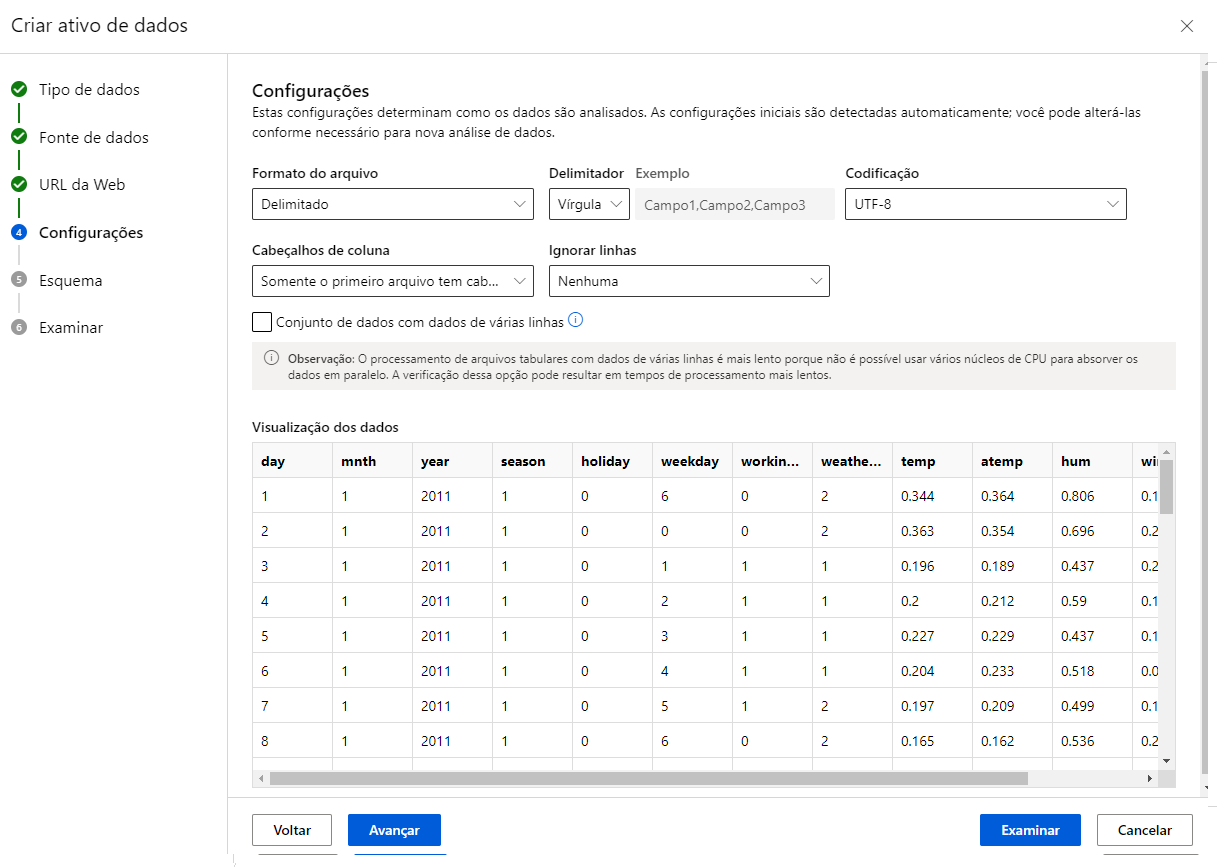 Criar ativo de dados
Tipo de dados
Fonte de dados
URL da Web
4 Configurações
5 Esquema
6 Examinar
Configurações
Estas configurações determinam como os dados são analisados. As configurações iniciais são detectadas automaticamente; você pode alterá-las
conforme necessário para nova análise de dados.
Formato do arquivo Delimitador Exemplo Codificação
Delimitado Vírgula Campo1,Campo2,Campo3 UTF-8
Cabeçalhos de coluna Ignorar linhas
Somente o primeiro arquivo tem cab... Nenhuma
Conjunto de dados com dados de várias linhas
Observação: O processamento de arquivos tabulares com dados de várias linhas é mais lento porque não é possível usar vários núcleos de CPU para absorver os
dados em paralelo. A verificação dessa opção pode resultar em tempos de processamento mais lentos.
Visualização dos dados
day mnth year season holiday weekday workin... weathe... temp atemp hum wi
1 1 2011 1 0 6 0 2 0.344 0.364 0.806 0.1
2 1 2011 1 0 0 0 2 0.363 0.354 0.696 0.2
3 1 2011 1 0 1 1 1 0.196 0.189 0.437 0.2
4 1 2011 1 0 2 1 1 0.2 0.212 0.59 0.1
5 1 2011 1 0 3 1 1 0.227 0.229 0.437 0.1
6 1 2011 1 0 4 1 1 0.204 0.233 0.518 0.0
7 1 2011 1 0 5 1 2 0.197 0.209 0.499 0.1
8 1 2011 1 0 6 0 2 0.165 0.162 0.536 0.2
Voltar Avançar Examinar Cancelar